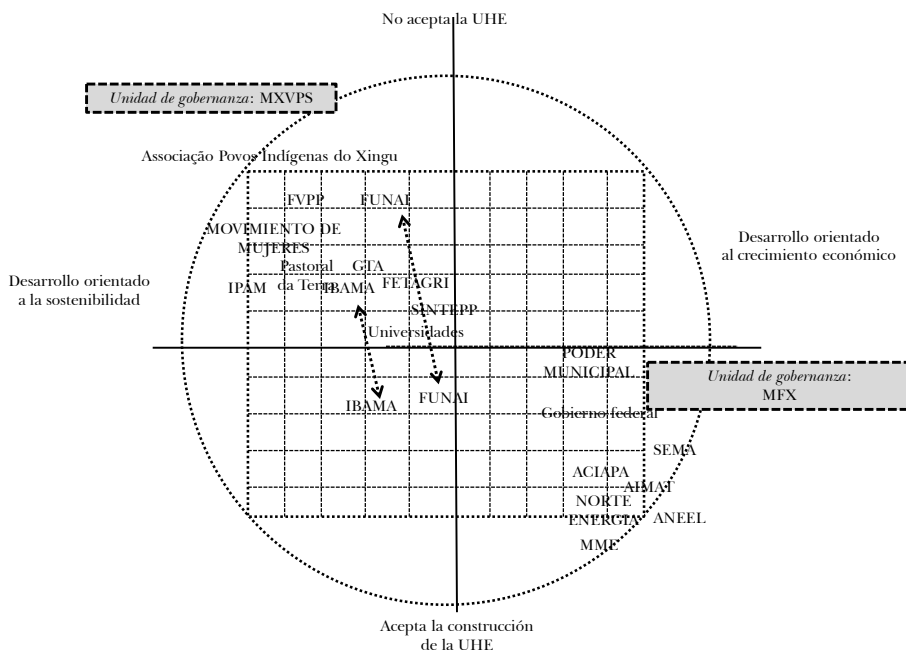 No acepta la UHE
Unidad de gobernanza: MXVPS
Associação Povos Indígenas do Xingu
FVPP
FUNAI
MOVIMIENTO DE
MUJERES
Desarrollo orientado
al crecimiento económico
Pastoral
da Terra
GTA
Desarrollo orientado
a la sostenibilidad
IPAM
IBAMA
FETAGRI
SINTEPP
Universidades
PODER
MUNICIPAL
Unidad de gobernanza:
MFX
IBAMA
FUNAI
Gobierno federal
SEMA
ACIAPA
AIMAT
NORTE
ENERGIA
ANEEL
MME
Acepta la construcción
de la UHE